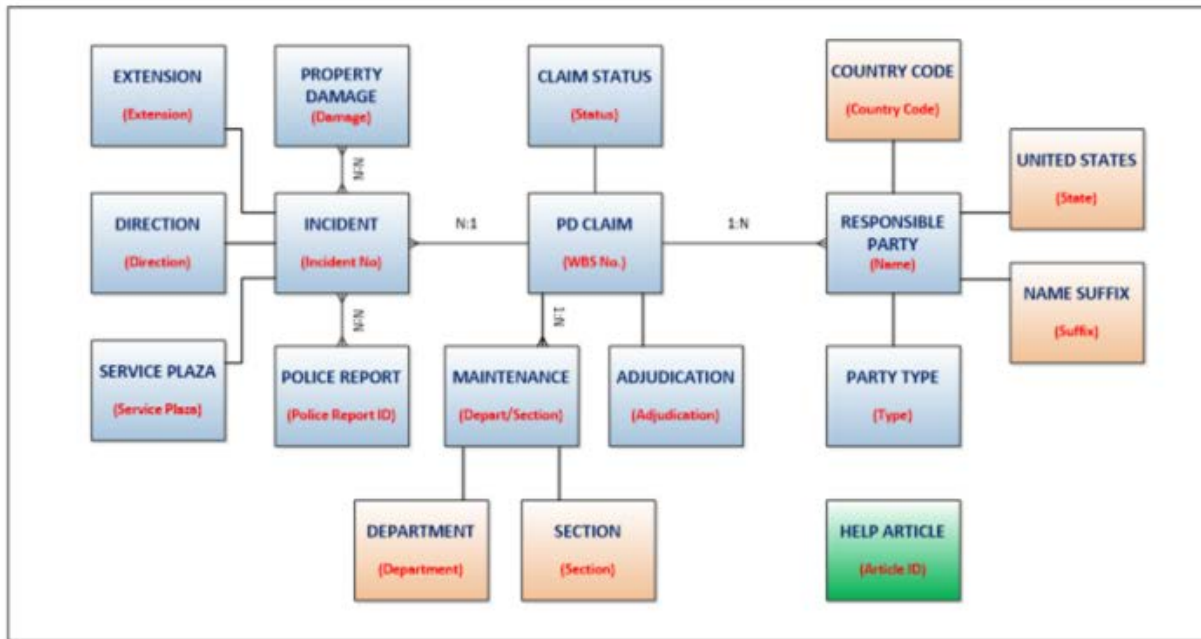 EXTENSION
(Extension)
PROPERTY
DAMAGE
(Damage)
CLAIM STATUS
(Status)
COUNTRY CODE
(Country Code)
UNITED STATES
(State)
N:N
DIRECTION
(Direction)
INCIDENT
(Incident No)
N:1
PD CLAIM
(WBS No.)
1:N
RESPONSIBLE
PARTY
(Name)
NAME SUFFIX
(Suffix)
N:N
1:N
SERVICE PLAZA
(Service Plaza)
POLICE REPORT
(Police Report ID)
MAINTENANCE
(Depart/Section)
ADJUDICATION
(Adjudication)
PARTY TYPE
(Type)
DEPARTMENT
(Department)
SECTION
(Section)
HELP ARTICLE
(Article ID)